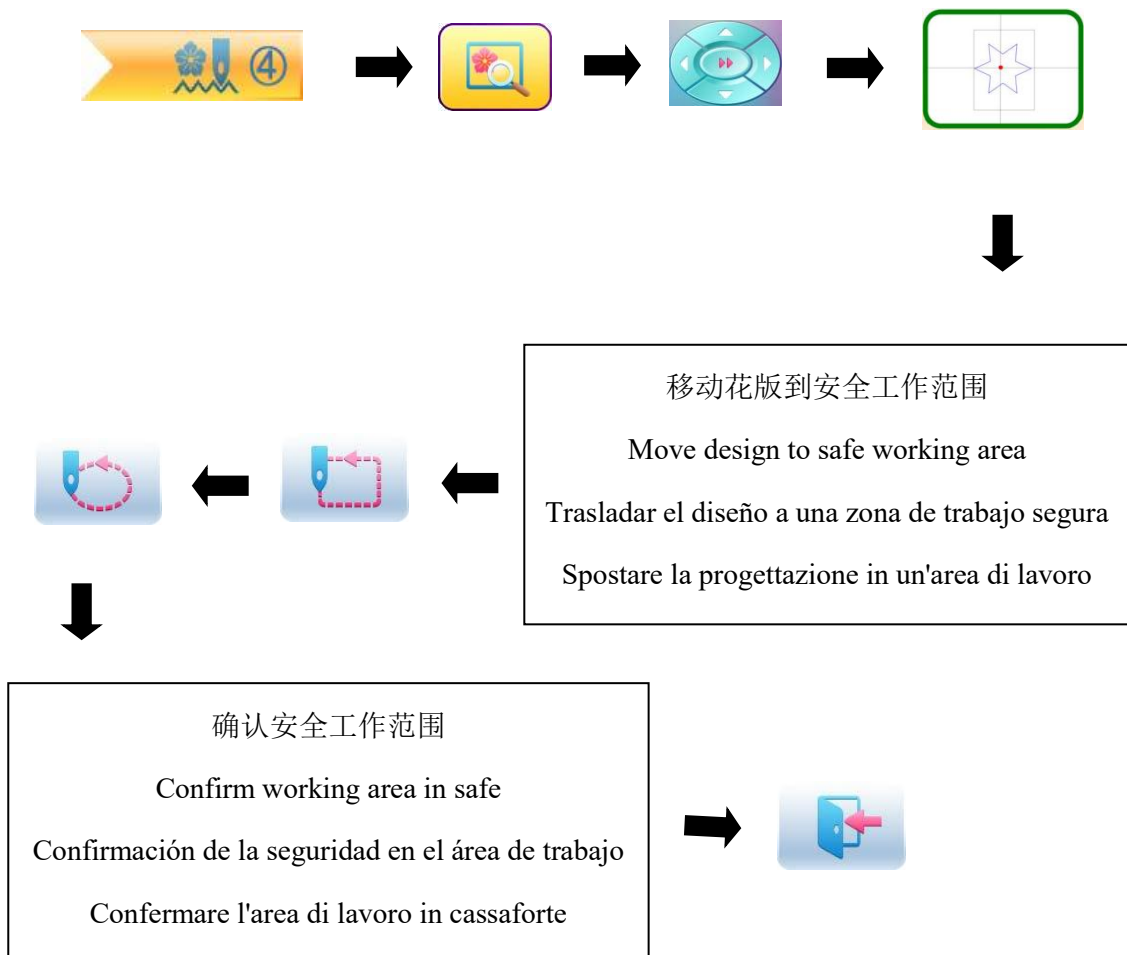 ④
移动花版到安全工作范围
Move design to safe working area
Trasladar el diseño a una zona de trabajo segura
Spostare la progettazione in un'area di lavoro
确认安全工作范围
Confirm working area in safe
Confirmación de la seguridad en el área de trabajo
Confermare l'area di lavoro in cassaforte